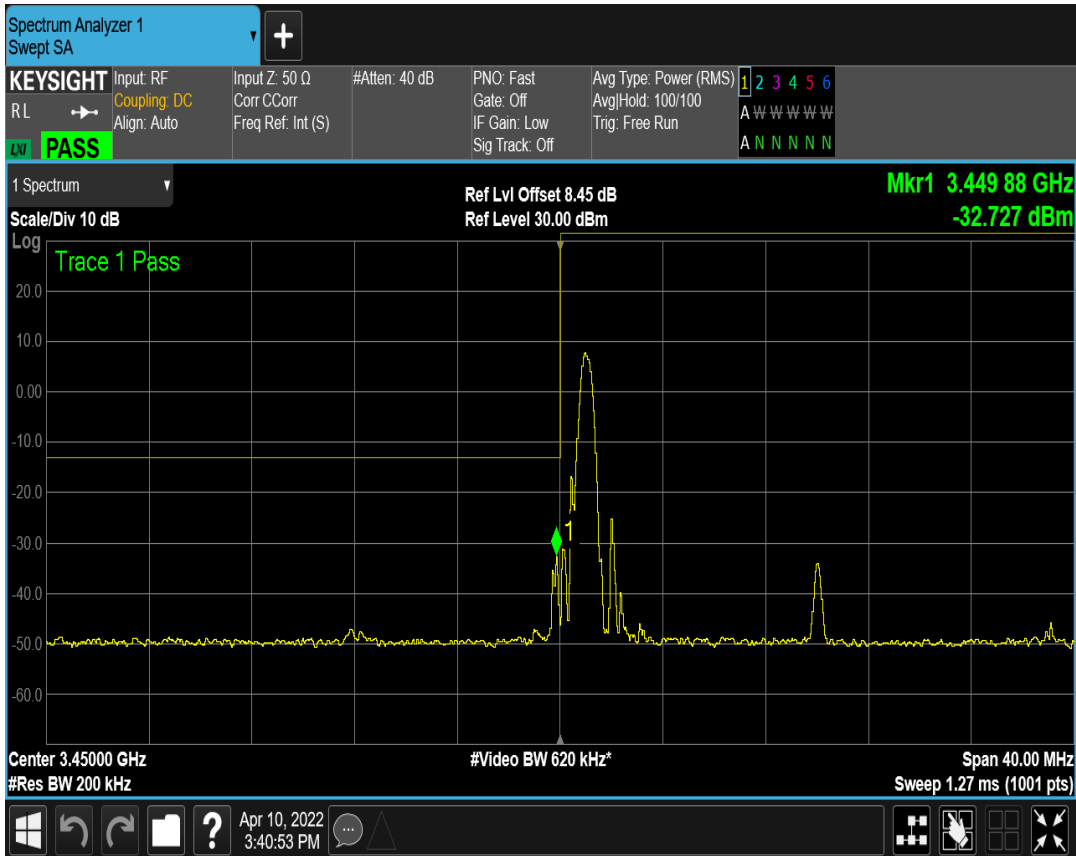 Spectrum Analyzer 1
Swept SA
+
KEYSIGHT
R L
LXI PASS
Input: RF
Coupling: DC
Align: Auto
Input Z: 50 Ω
Corr CCorr
Freq Ref: Int (S)
#Atten: 40 dB
PNO: Fast
Gate: Off
IF Gain: Low
Sig Track: Off
Avg Type: Power (RMS)
Avg|Hold: 100/100
Trig: Free Run
1 2 3 4 5 6
A W W W W W
A N N N N N
1 Spectrum
Scale/Div 10 dB
Ref Lvl Offset 8.45 dB
Ref Level 30.00 dBm
Mkr1 3.449 88 GHz
-32.727 dBm
Log
Trace 1 Pass
20.0
10.0
0.00
-10.0
-20.0
-30.0
-40.0
-50.0
-60.0
1
Center 3.45000 GHz
#Res BW 200 kHz
#Video BW 620 kHz*
Span 40.00 MHz
Sweep 1.27 ms (1001 pts)
?
Apr 10, 2022
3:40:53 PM